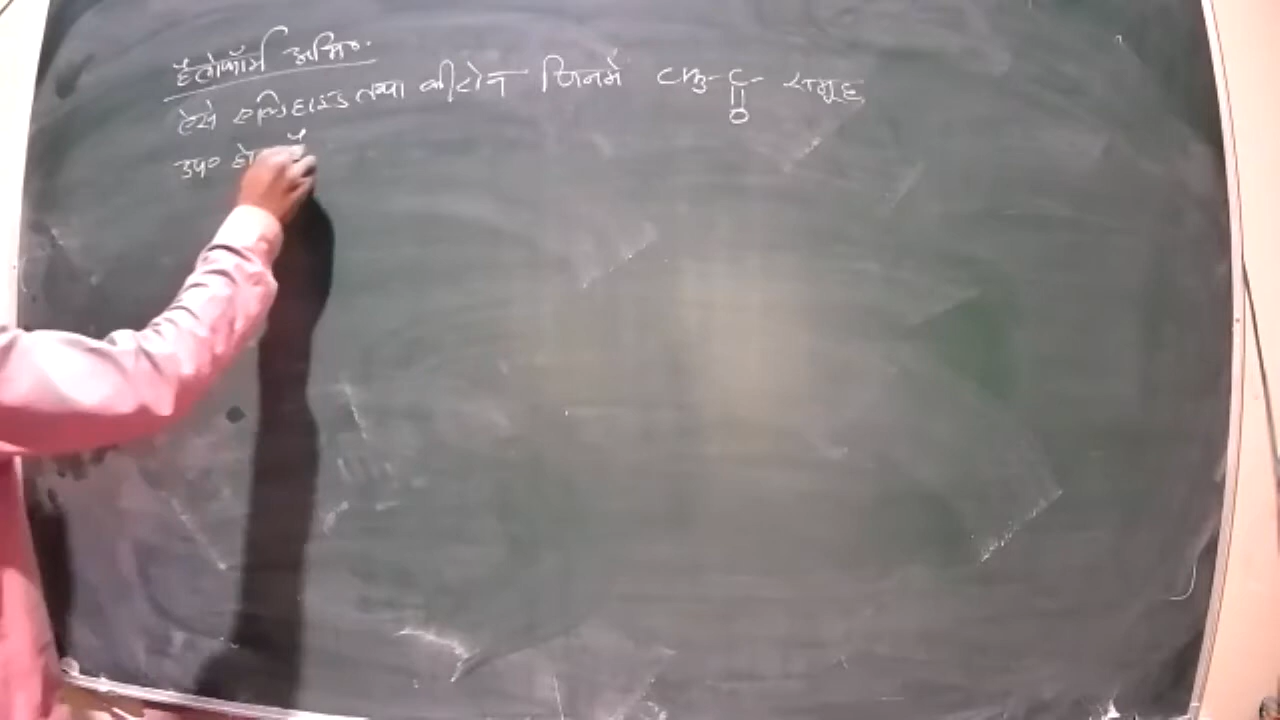 हैलोफॉर्म अभि०.
ऐसे एल्डिहाइड तथा कीटोन जिनमे CH3-C- समूह
||
O
उप० हो